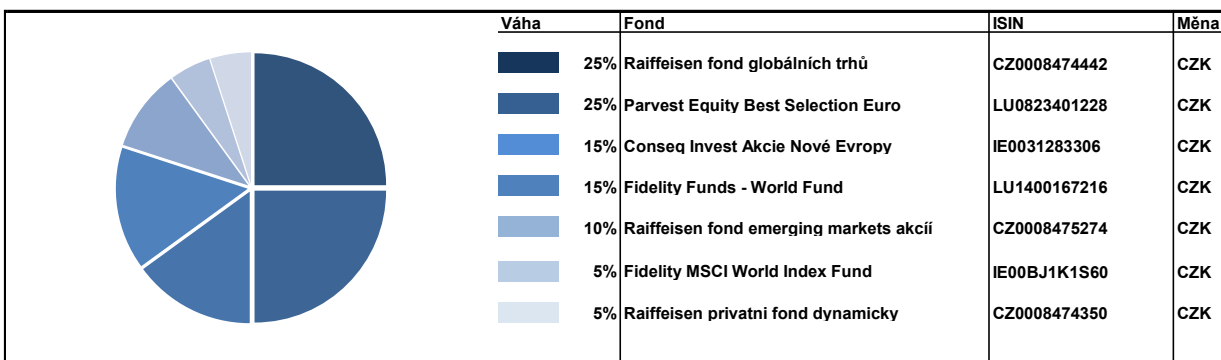 Váha Fond ISIN Měna
25% Raiffeisen fond globálních trhů CZ0008474442 CZK
25% Parvest Equity Best Selection Euro LU0823401228 CZK
15% Conseq Invest Akcie Nové Evropy IE0031283306 CZK
15% Fidelity Funds - World Fund LU1400167216 CZK
10% Raiffeisen fond emerging markets akcíí CZ0008475274 CZK
5% Fidelity MSCI World Index Fund IE00BJ1K1S60 CZK
5% Raiffeisen privatni fond dynamicky CZ0008474350 CZK